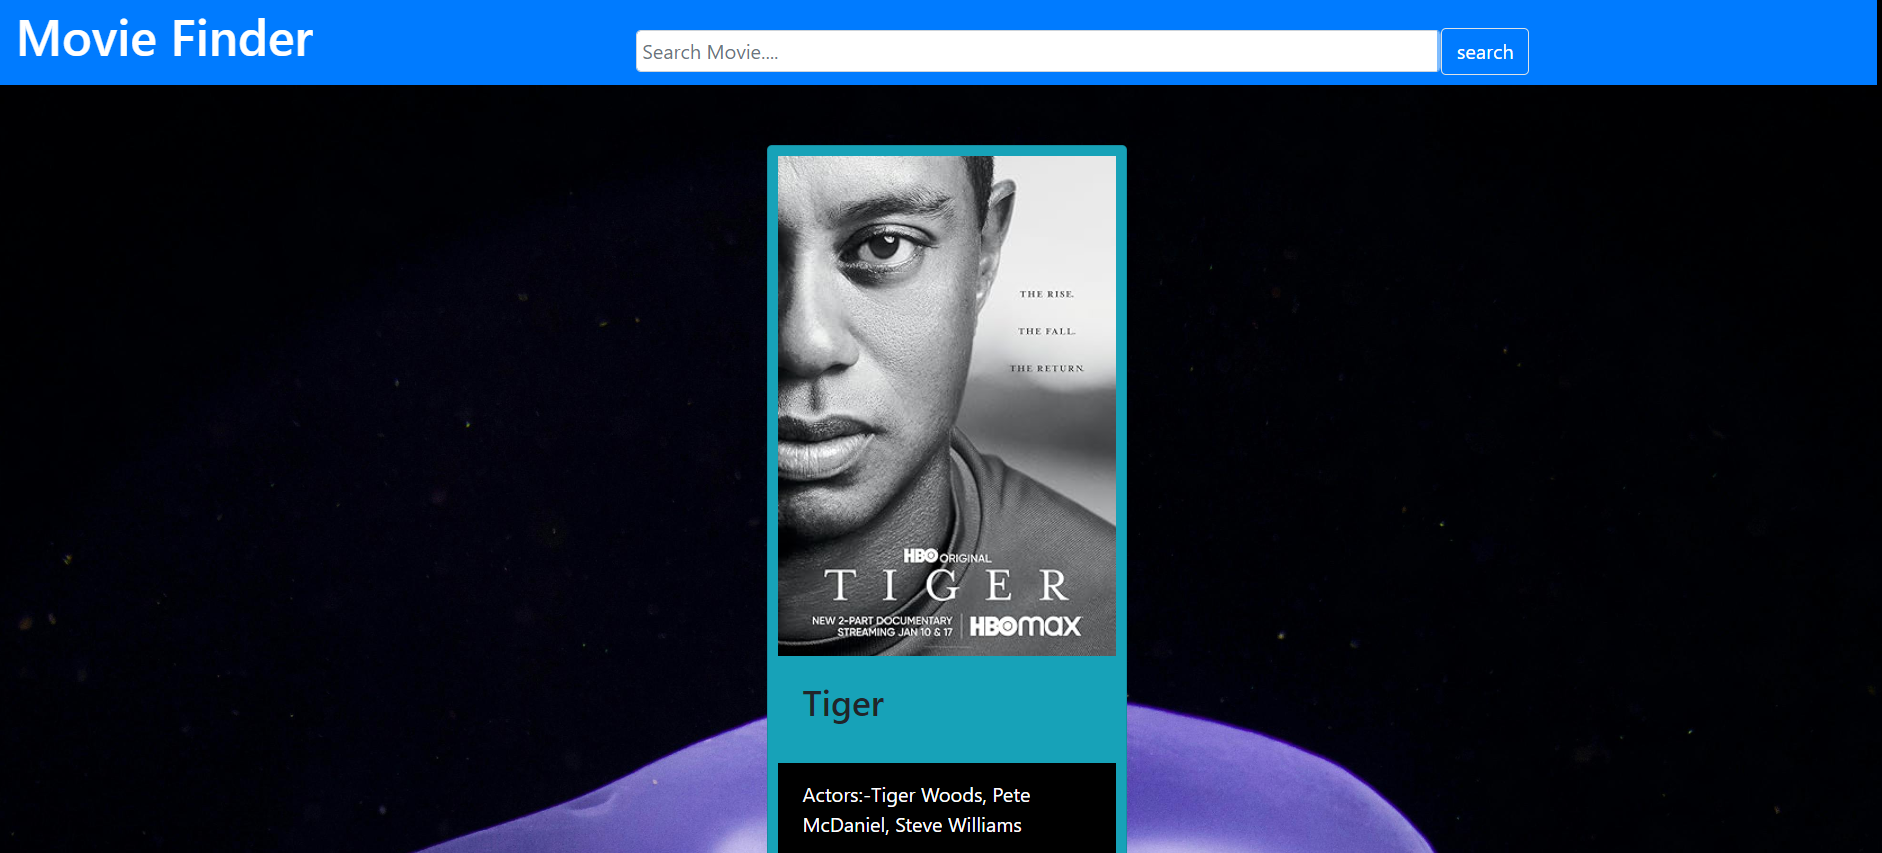 Movie Finder
Search Movie....
search
THE RISE.
THE FALL.
THE RETURN.
HBO ORIGINAL
TIGER
NEW 2-PART DOCUMENTARY
STREAMING JAN 10 & 17
HBOmax
Tiger
Actors:-Tiger Woods, Pete
McDaniel, Steve Williams